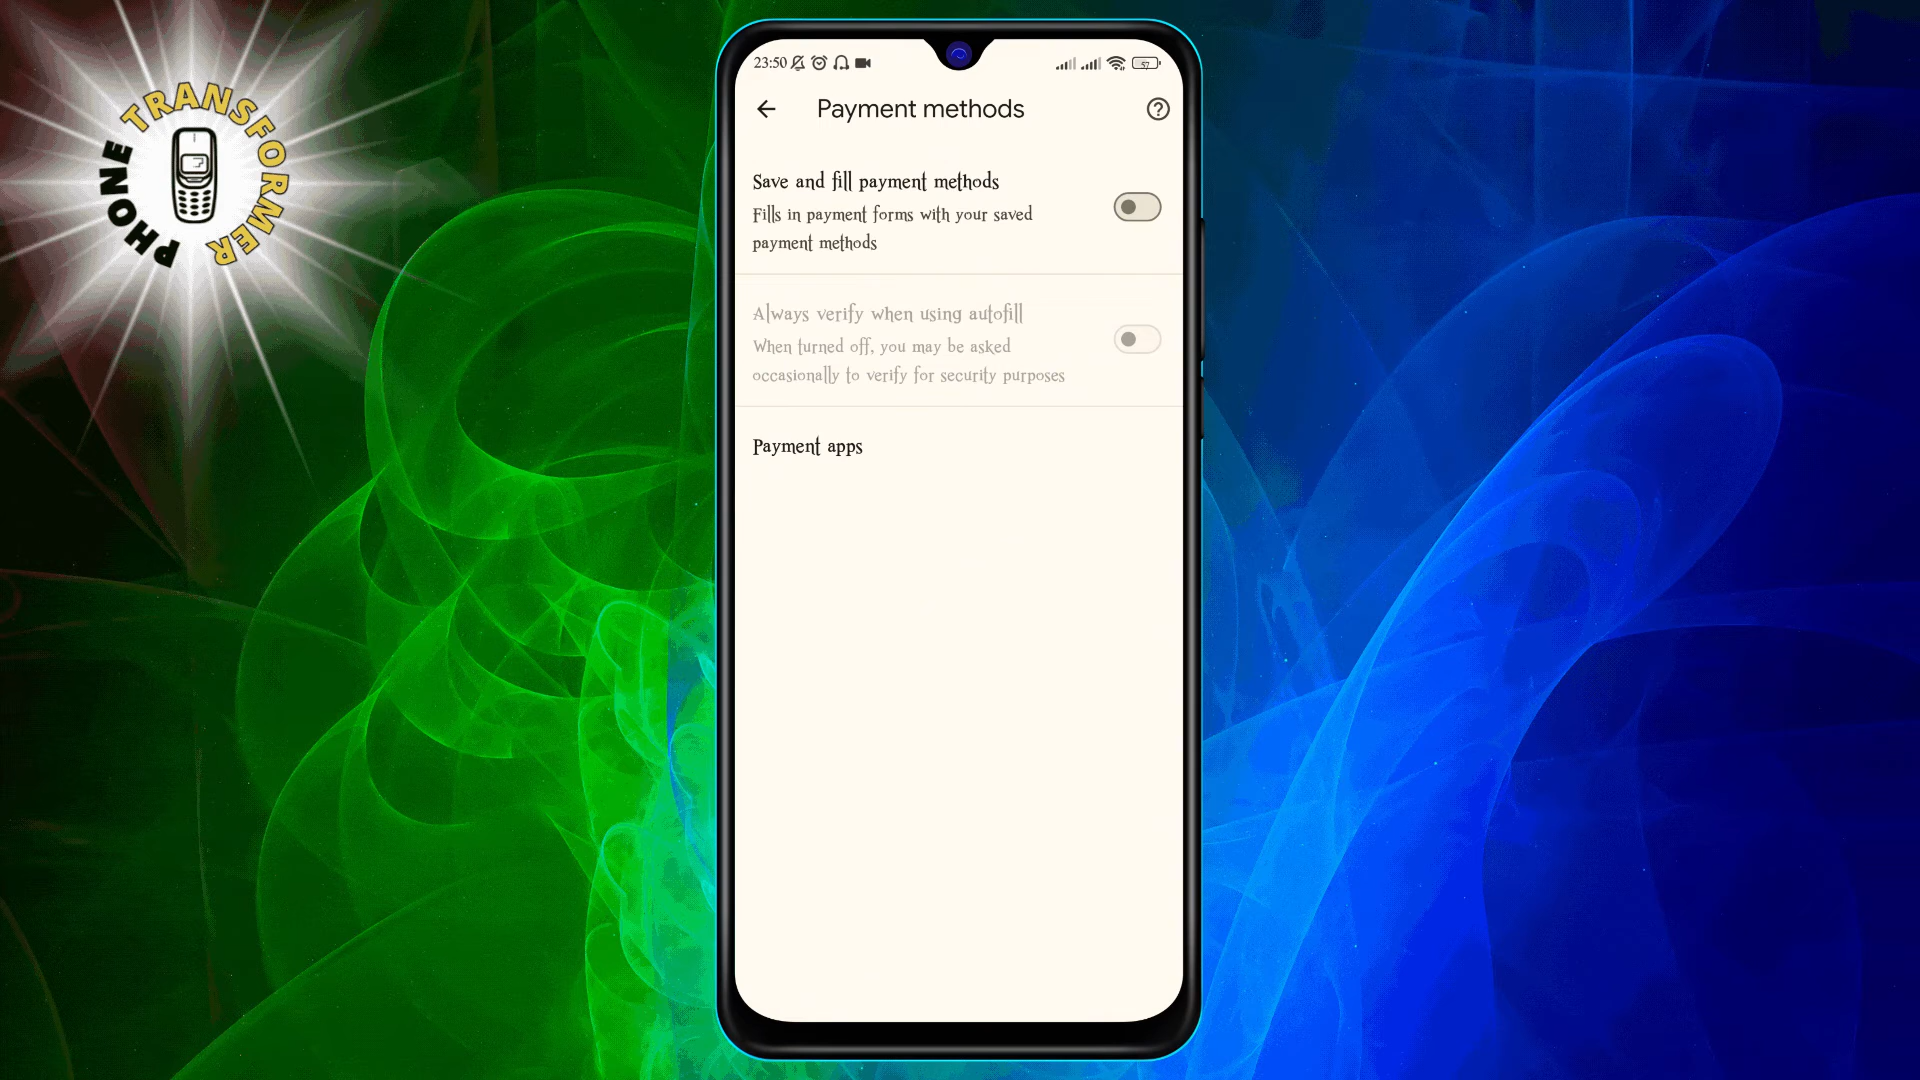 PHONE TRANSFORMER
23:50
57
Payment methods
Save and fill payment methods
Fills in payment forms with your saved
payment methods
Always verify when using autofill
When turned off, you may be asked
occasionally to verify for security purposes
Payment apps